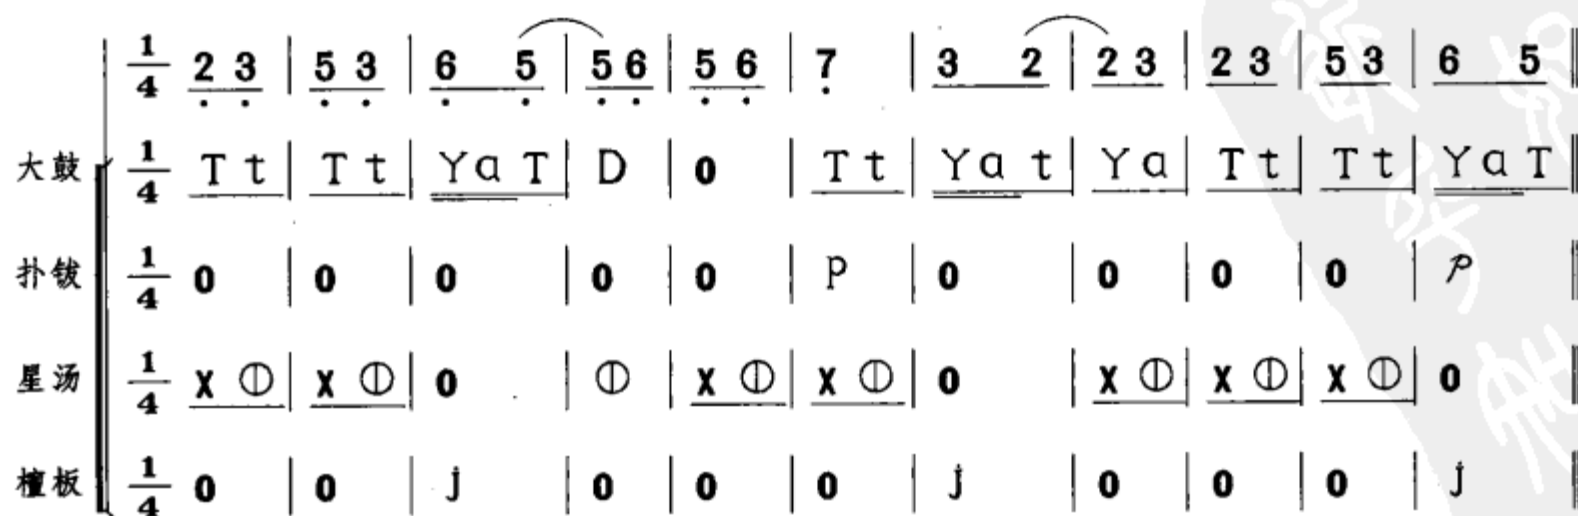 1/4 2 3 | 5 3 | 6 5 | 5 6 | 5 6 | 7 | 3 2 | 2 3 | 2 3 | 5 3 | 6 5 ‖
大鼓 1/4 T t | T t | Ya T | D | 0 | T t | Ya t | Ya | T t | T t | Ya T ‖
扑钹 1/4 0 | 0 | 0 | 0 | 0 | p | 0 | 0 | 0 | 0 | p ‖
星汤 1/4 X ⏀ | X ⏀ | 0 | ⏀ | X ⏀ | X ⏀ | 0 | X ⏀ | X ⏀ | X ⏀ | 0 ‖
檀板 1/4 0 | 0 | j | 0 | 0 | 0 | j | 0 | 0 | 0 | j ‖